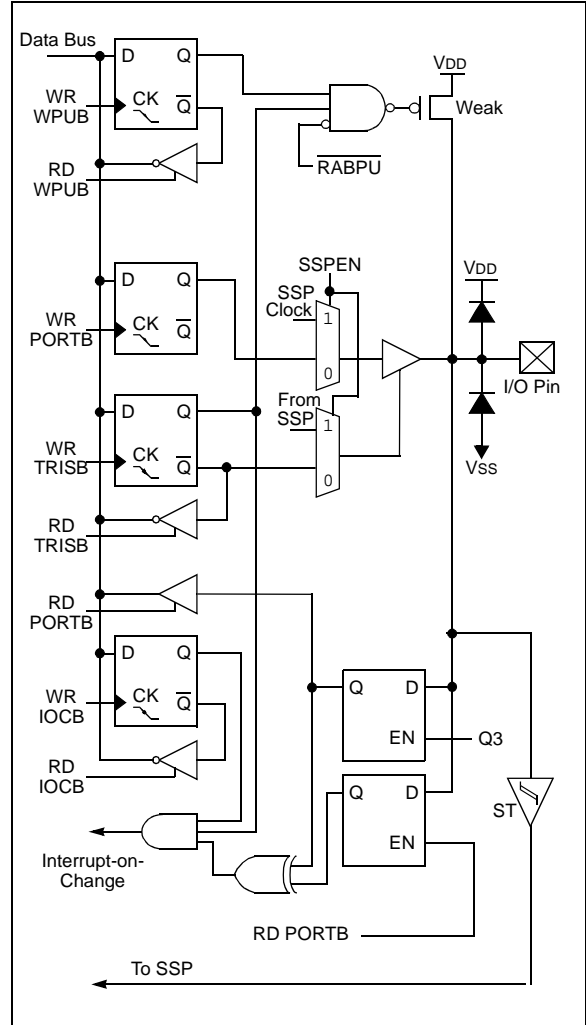 Data Bus
D Q
WR
WPUB
CK
Q
VDD
Weak
RD
WPUB
RABPU
SSPEN
D Q
SSP
Clock
1
VDD
WR
PORTB
CK
Q
0
I/O Pin
D Q
From
SSP
1
WR
TRISB
CK
Q
0
VSS
RD
TRISB
RD
PORTB
D Q
Q D
WR
IOCB
CK
Q
EN
Q3
RD
IOCB
Q D
ST
Interrupt-on-
Change
EN
RD PORTB
To SSP